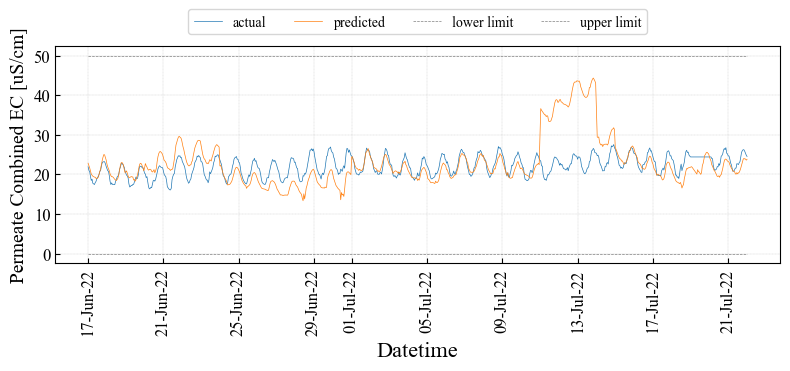 actual predicted lower limit upper limit
Permeate Combined EC [uS/cm]
50
40
30
20
10
0
17-Jun-22 21-Jun-22 25-Jun-22 29-Jun-22 01-Jul-22 05-Jul-22 09-Jul-22 13-Jul-22 17-Jul-22 21-Jul-22
Datetime